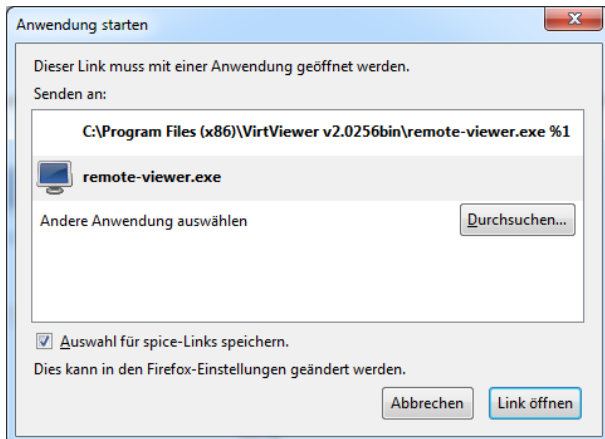 Anwendung starten
Dieser Link muss mit einer Anwendung geöffnet werden.
Senden an:
C:\Program Files (x86)\VirtViewer v2.0256bin\remote-viewer.exe %1
remote-viewer.exe
Andere Anwendung auswählen
Durchsuchen...
Auswahl für spice-Links speichern.
Dies kann in den Firefox-Einstellungen geändert werden.
Abbrechen
Link öffnen